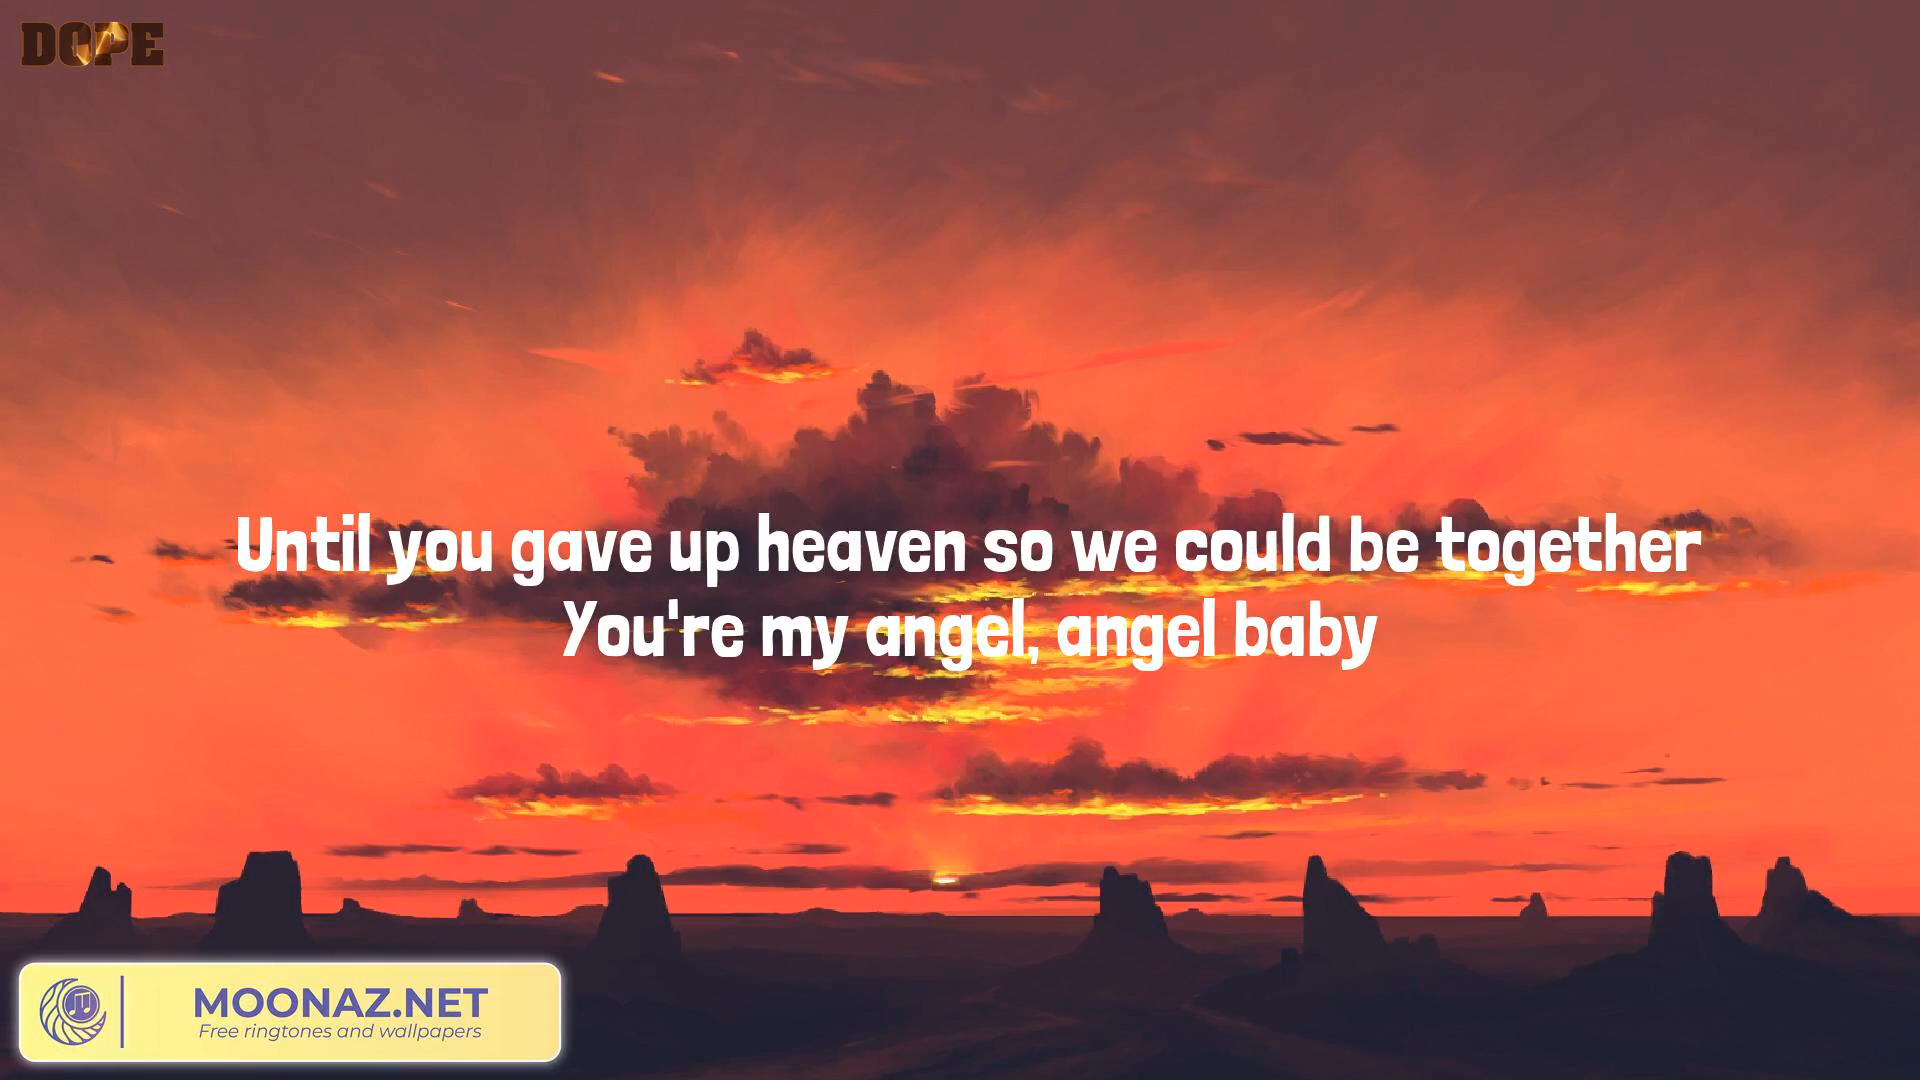 DOPE
Until you gave up heaven so we could be together
You're my angel, angel baby
MOONAZ.NET
Free ringtones and wallpapers